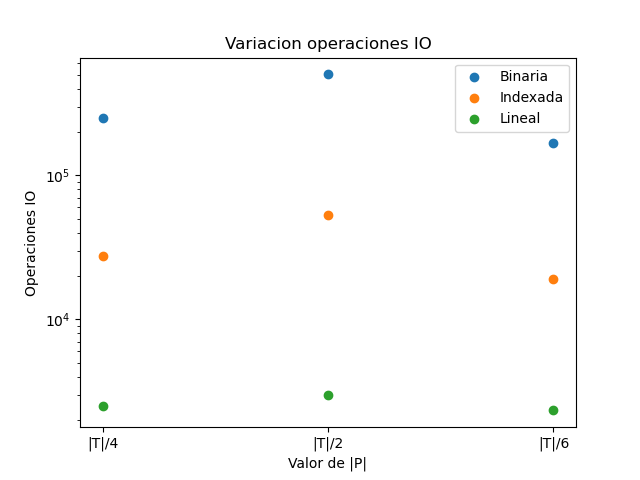 Variacion operaciones IO
Binaria
Indexada
Lineal
Operaciones IO
10^5
10^4
|T|/4
|T|/2
|T|/6
Valor de |P|